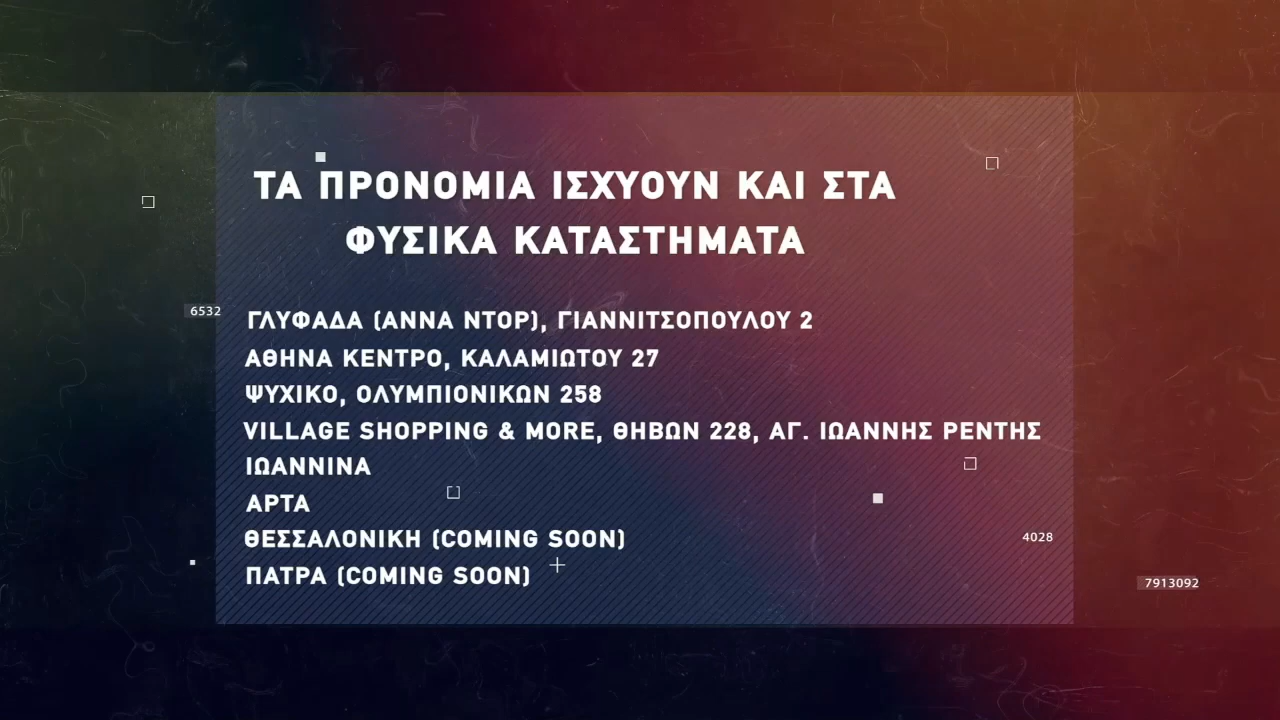 ΤΑ ΠΡΟΝΟΜΙΑ ΙΣΧΥΟΥΝ ΚΑΙ ΣΤΑ
ΦΥΣΙΚΑ ΚΑΤΑΣΤΗΜΑΤΑ
6532
ΓΛΥΦΑΔΑ (ΑΝΝΑ ΝΤΟΡ), ΓΙΑΝΝΙΤΣΟΠΟΥΛΟΥ 2
ΑΘΗΝΑ ΚΕΝΤΡΟ, ΚΑΛΑΜΙΩΤΟΥ 27
ΨΥΧΙΚΟ, ΟΛΥΜΠΙΟΝΙΚΩΝ 258
VILLAGE SHOPPING & MORE, ΘΗΒΩΝ 228, ΑΓ. ΙΩΑΝΝΗΣ ΡΕΝΤΗΣ
ΙΩΑΝΝΙΝΑ
ΑΡΤΑ
ΘΕΣΣΑΛΟΝΙΚΗ (COMING SOON)
4028
ΠΑΤΡΑ (COMING SOON)
7913092